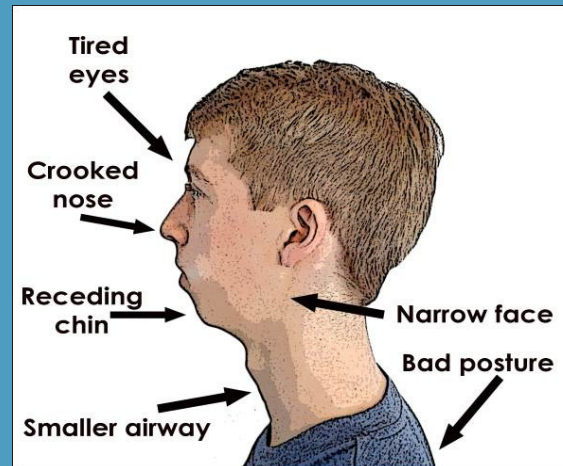 Tired
eyes
Crooked
nose
Receding
chin
Narrow face
Bad posture
Smaller airway